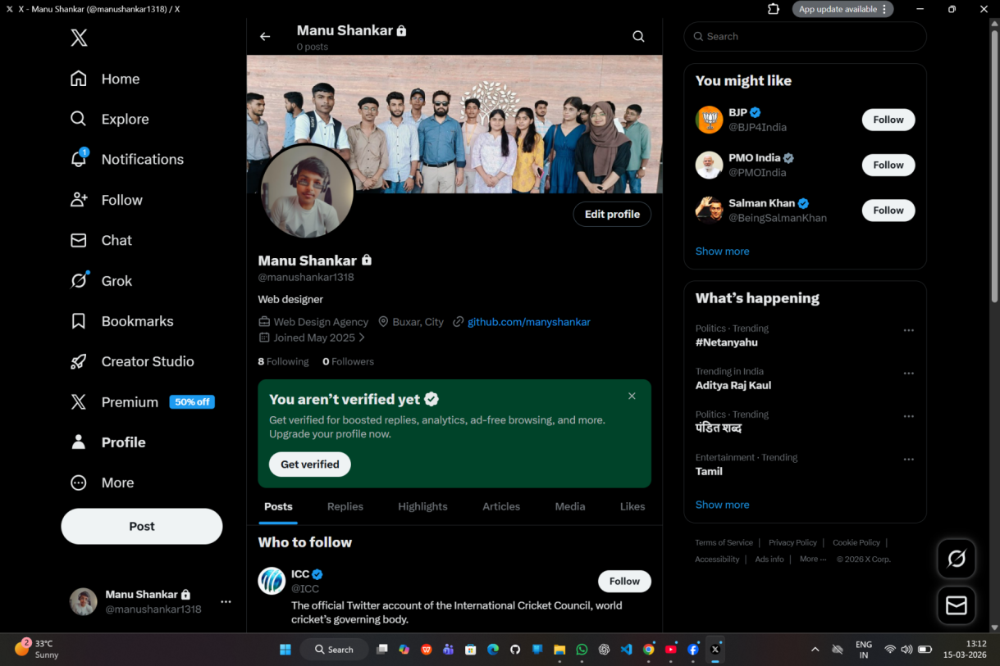 X - Manu Shankar (@manushankar1318) / X
App update available
Manu Shankar
0 posts
Search
Home
Explore
1
Notifications
Follow
Chat
Grok
Bookmarks
Creator Studio
Premium 50% off
Profile
More
Post
Manu Shankar
@manushankar1318
Edit profile
Manu Shankar
@manushankar1318
Web designer
Web Design Agency Buxar, City github.com/manyshankar
Joined May 2025
8 Following 0 Followers
You aren’t verified yet
Get verified for boosted replies, analytics, ad-free browsing, and more.
Upgrade your profile now.
Get verified
Posts Replies Highlights Articles Media Likes
Who to follow
ICC
@ICC
Follow
The official Twitter account of the International Cricket Council, world
cricket’s governing body.
You might like
BJP
@BJP4India
Follow
PMO India
@PMOIndia
Follow
Salman Khan
@BeingSalmanKhan
Follow
Show more
What’s happening
Politics · Trending
#Netanyahu
Trending in India
Aditya Raj Kaul
Politics · Trending
पंडित शब्द
Entertainment · Trending
Tamil
Show more
Terms of Service | Privacy Policy | Cookie Policy |
Accessibility | Ads info | More ··· © 2026 X Corp.
2
33°C
Sunny
Search
ENG
IN
13:12
15-03-2026